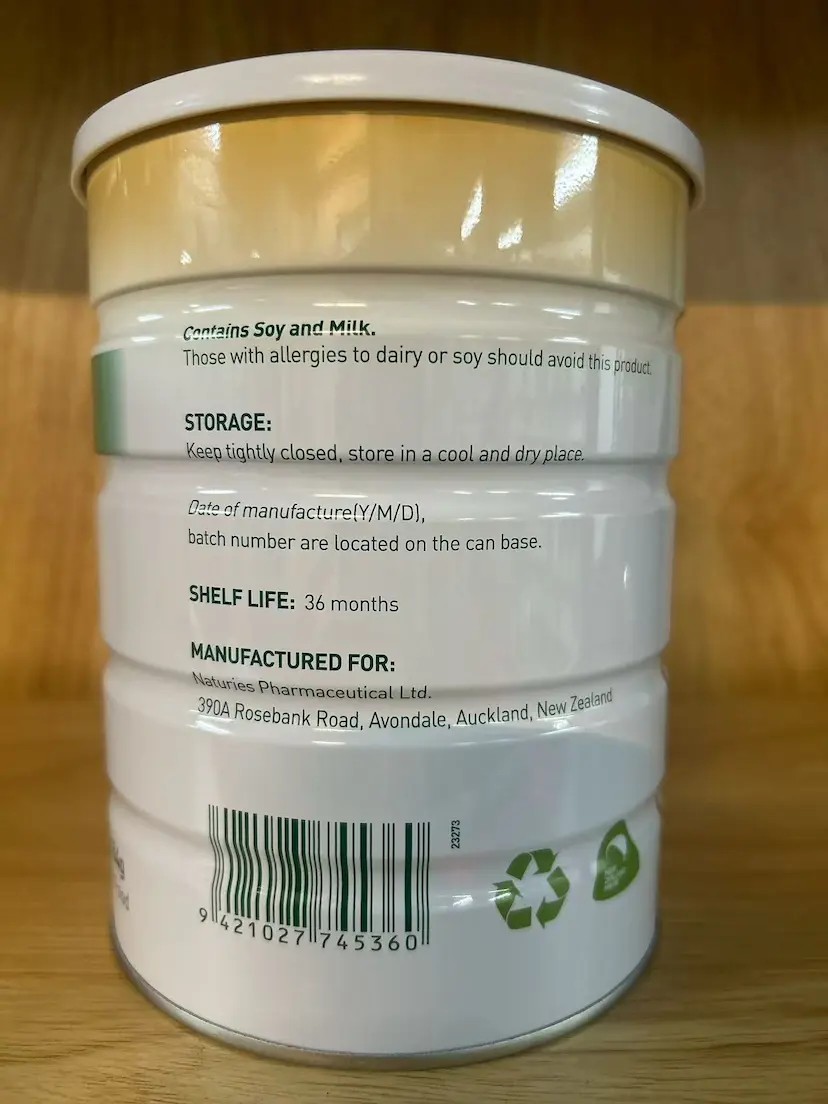 Contains Soy and Milk.
Those with allergies to dairy or soy should avoid this product.
STORAGE:
Keep tightly closed, store in a cool and dry place.
Date of manufacture(Y/M/D),
batch number are located on the can base.
SHELF LIFE: 36 months
MANUFACTURED FOR:
Naturies Pharmaceutical Ltd.
390A Rosebank Road, Avondale, Auckland, New Zealand
23273
9 421027 745360